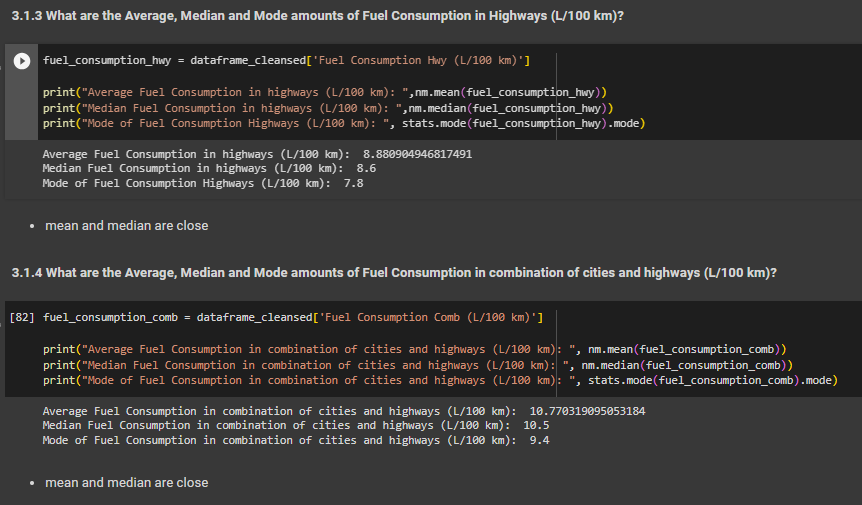 3.1.3 What are the Average, Median and Mode amounts of Fuel Consumption in Highways (L/100 km)?
fuel_consumption_hwy = dataframe_cleansed['Fuel Consumption Hwy (L/100 km)']
print("Average Fuel Consumption in highways (L/100 km): ",nm.mean(fuel_consumption_hwy))
print("Median Fuel Consumption in highways (L/100 km): ",nm.median(fuel_consumption_hwy))
print("Mode of Fuel Consumption Highways (L/100 km): ", stats.mode(fuel_consumption_hwy).mode)
Average Fuel Consumption in highways (L/100 km):  8.880904946817491
Median Fuel Consumption in highways (L/100 km):  8.6
Mode of Fuel Consumption Highways (L/100 km):  7.8
• mean and median are close
3.1.4 What are the Average, Median and Mode amounts of Fuel Consumption in combination of cities and highways (L/100 km)?
[82] fuel_consumption_comb = dataframe_cleansed['Fuel Consumption Comb (L/100 km)']
print("Average Fuel Consumption in combination of cities and highways (L/100 km): ", nm.mean(fuel_consumption_comb))
print("Median Fuel Consumption in combination of cities and highways (L/100 km): ", nm.median(fuel_consumption_comb))
print("Mode of Fuel Consumption in combination of cities and highways (L/100 km): ", stats.mode(fuel_consumption_comb).mode)
Average Fuel Consumption in combination of cities and highways (L/100 km):  10.770319095053184
Median Fuel Consumption in combination of cities and highways (L/100 km):  10.5
Mode of Fuel Consumption in combination of cities and highways (L/100 km):  9.4
• mean and median are close